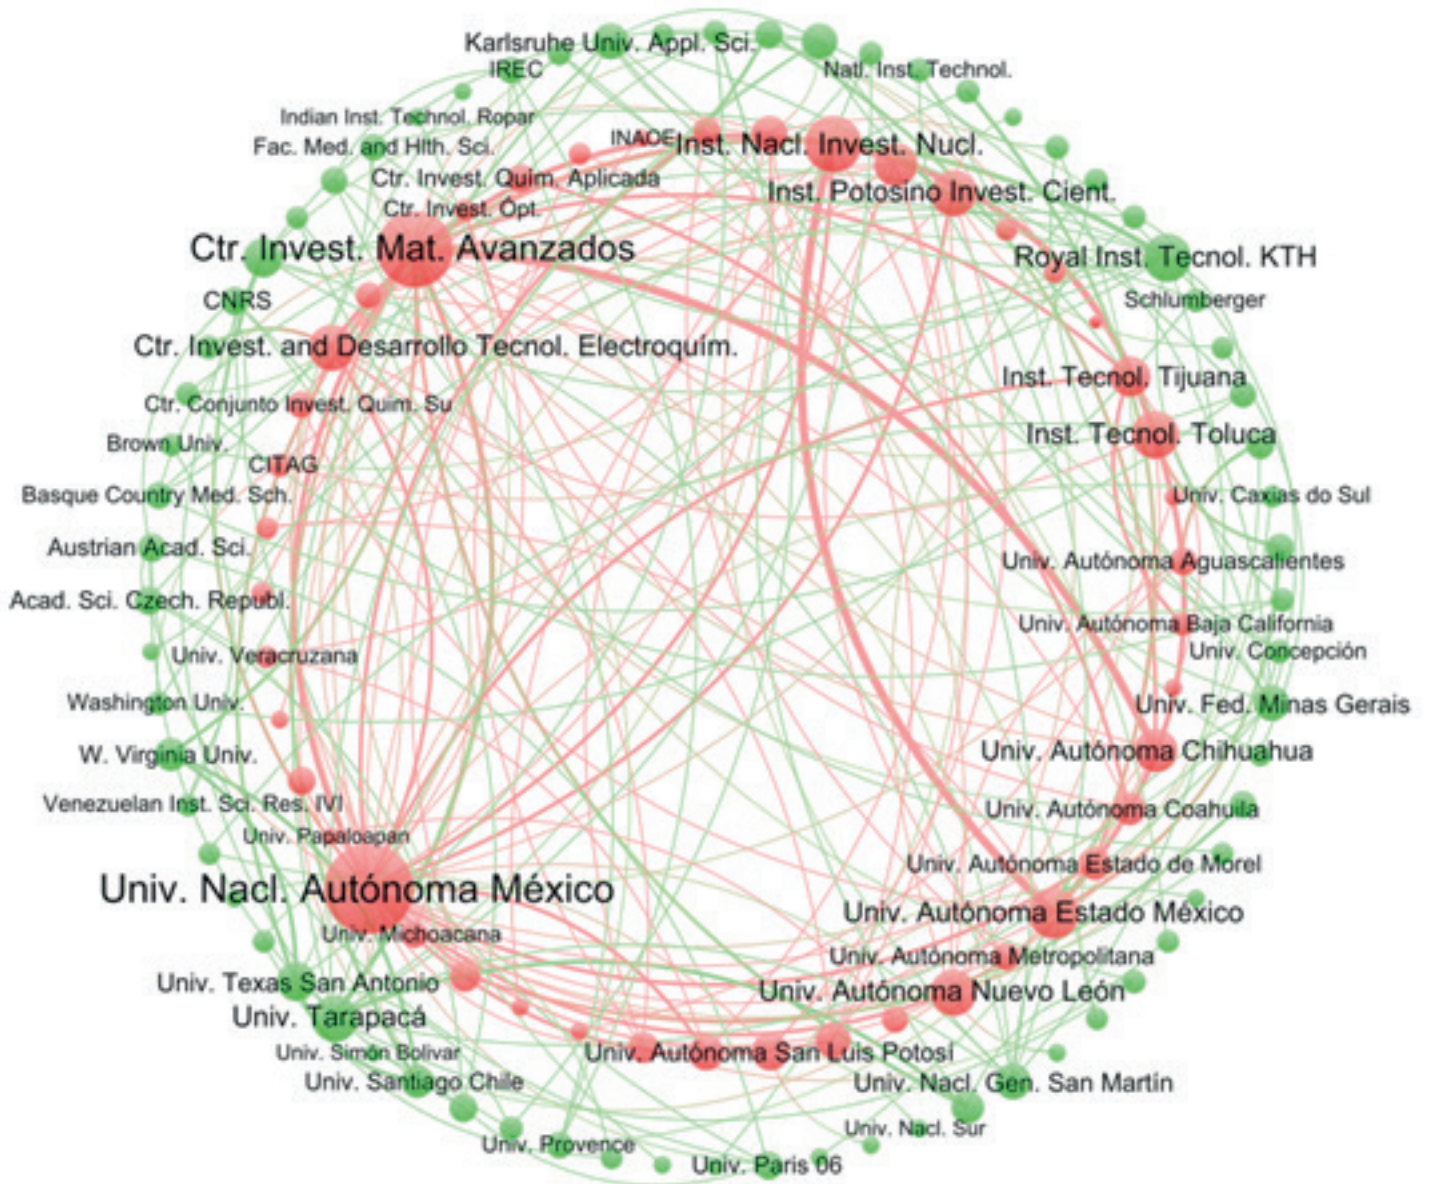 Karlsruhe Univ. Appl. Sci.
IREC
Natl. Inst. Technol.
Indian Inst. Technol. Ropar
INAOE
Inst. Nacl. Invest. Nucl.
Fac. Med. and Hlth. Sci.
Ctr. Invest. Quim. Aplicada
Inst. Potosino Invest. Cient.
Ctr. Invest. Ópt.
Ctr. Invest. Mat. Avanzados
Royal Inst. Tecnol. KTH
CNRS
Schlumberger
Ctr. Invest. and Desarrollo Tecnol. Electroquím.
Inst. Tecnol. Tijuana
Ctr. Conjunto Invest. Quim. Su
Inst. Tecnol. Toluca
Brown Univ.
CITAG
Basque Country Med. Sch.
Univ. Caxias do Sul
Austrian Acad. Sci.
Univ. Autónoma Aguascalientes
Acad. Sci. Czech. Republ.
Univ. Autónoma Baja California
Univ. Veracruzana
Univ. Concepción
Washington Univ.
Univ. Fed. Minas Gerais
W. Virginia Univ.
Univ. Autónoma Chihuahua
Venezuelan Inst. Sci. Res. IVI
Univ. Autónoma Coahuila
Univ. Papaloapan
Univ. Autónoma Estado de Morel
Univ. Nacl. Autónoma México
Univ. Autónoma Estado México
Univ. Michoacana
Univ. Autónoma Metropolitana
Univ. Texas San Antonio
Univ. Autónoma Nuevo León
Univ. Tarapacá
Univ. Simón Bolivar
Univ. Autónoma San Luis Potosí
Univ. Santiago Chile
Univ. Nacl. Gen. San Martín
Univ. Nacl. Sur
Univ. Provence
Univ. Paris 06